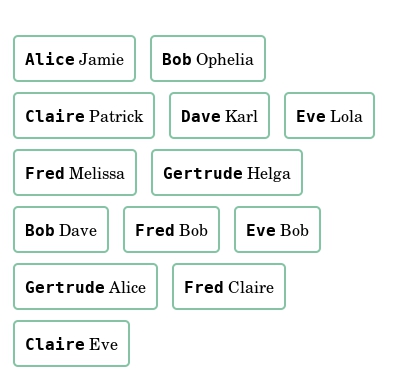 Alice Jamie Bob Ophelia
Claire Patrick Dave Karl Eve Lola
Fred Melissa Gertrude Helga
Bob Dave Fred Bob Eve Bob
Gertrude Alice Fred Claire
Claire Eve